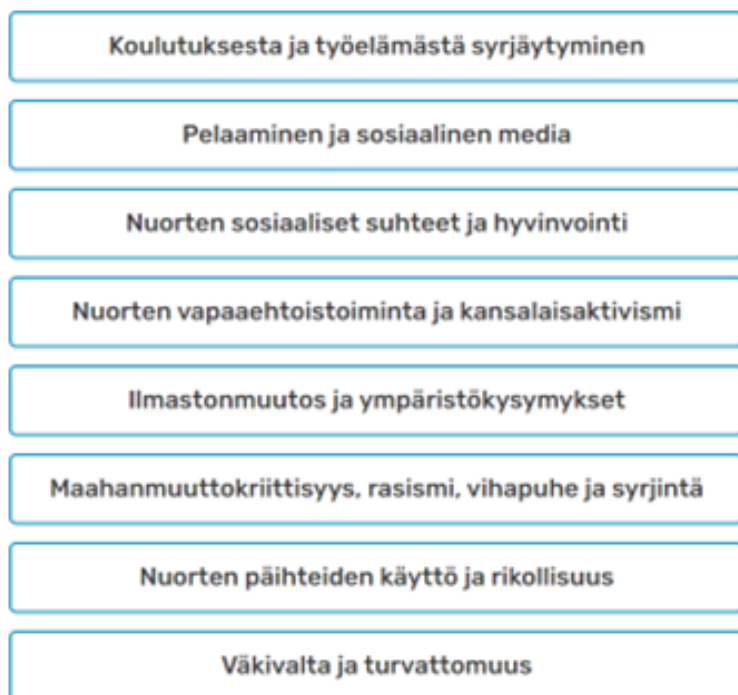 Koulutuksesta ja työelämästä syrjäytyminen
Pelaaminen ja sosiaalinen media
Nuorten sosiaaliset suhteet ja hyvinvointi
Nuorten vapaaehtoistoiminta ja kansalaisaktivismi
Ilmastonmuutos ja ympäristökysymykset
Maahanmuuttokriittisyys, rasismi, vihapuhe ja syrjintä
Nuorten päihteiden käyttö ja rikollisuus
Väkivalta ja turvattomuus